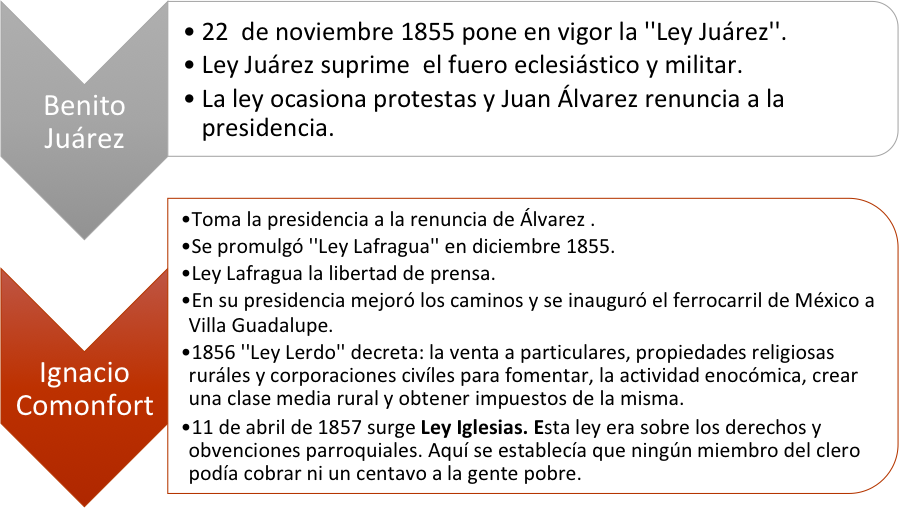 Benito
Juárez
• 22  de noviembre 1855 pone en vigor la ''Ley Juárez''.
• Ley Juárez suprime  el fuero eclesiástico y militar.
• La ley ocasiona protestas y Juan Álvarez renuncia a la
presidencia.
Ignacio
Comonfort
•Toma la presidencia a la renuncia de Álvarez .
•Se promulgó ''Ley Lafragua'' en diciembre 1855.
•Ley Lafragua la libertad de prensa.
•En su presidencia mejoró los caminos y se inauguró el ferrocarril de México a
Villa Guadalupe.
•1856 ''Ley Lerdo'' decreta: la venta a particulares, propiedades religiosas
ruráles y corporaciones civíles para fomentar, la actividad enocómica, crear
una clase media rural y obtener impuestos de la misma.
•11 de abril de 1857 surge Ley Iglesias. Esta ley era sobre los derechos y
obvenciones parroquiales. Aquí se establecía que ningún miembro del clero
podía cobrar ni un centavo a la gente pobre.